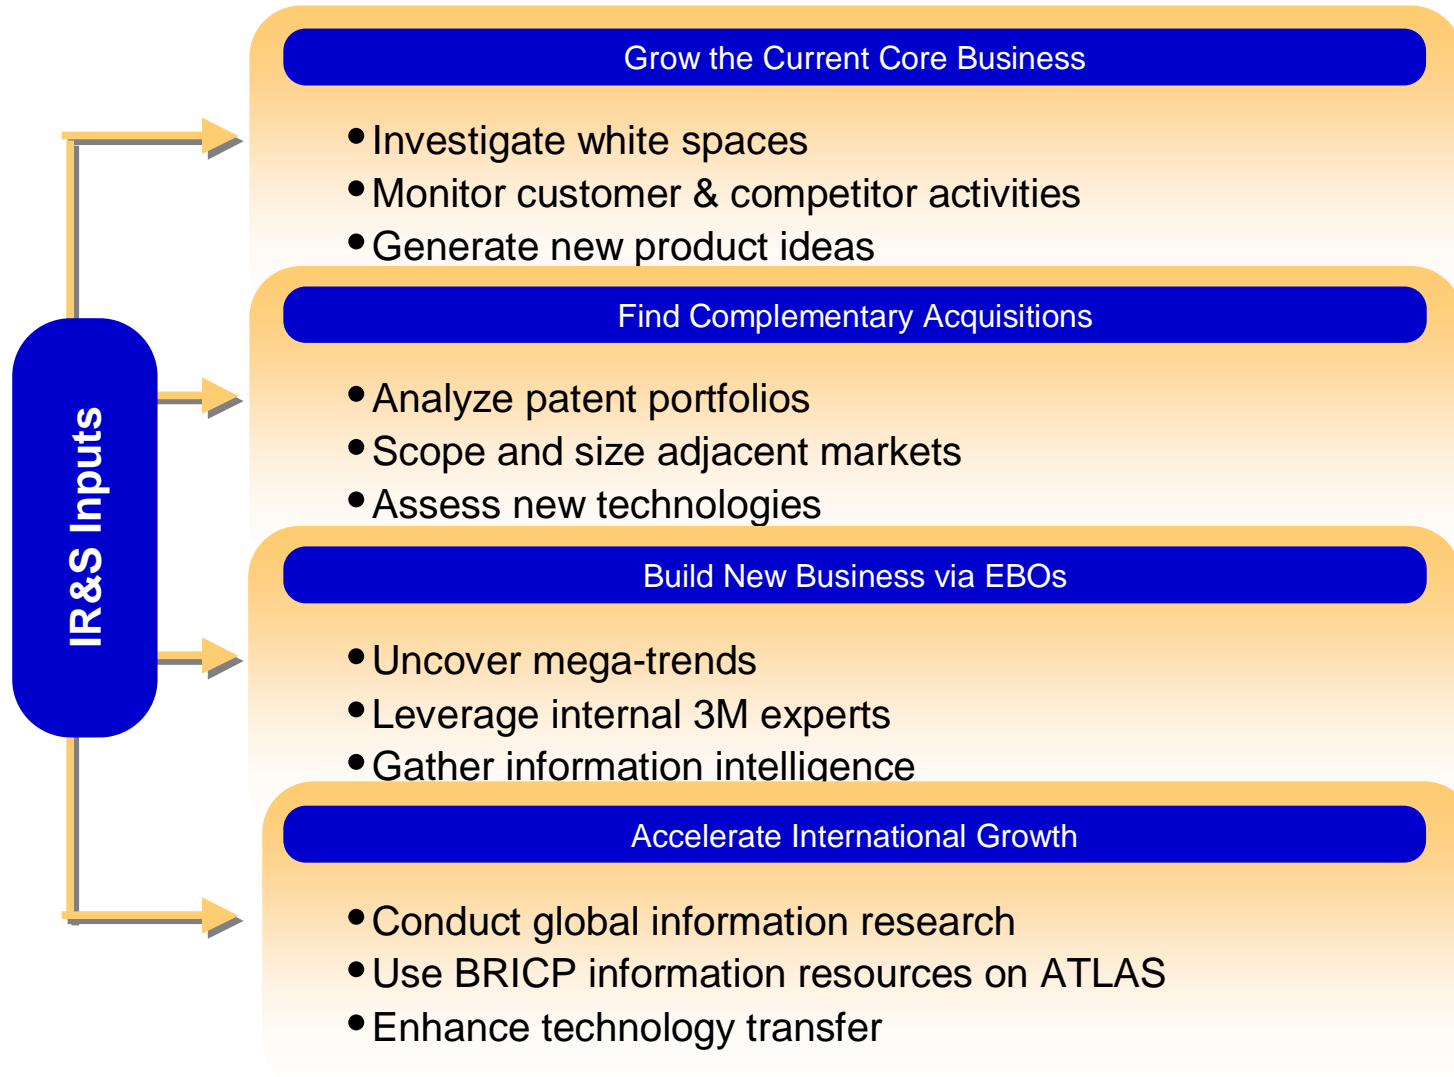 Grow the Current Core Business
• Investigate white spaces
• Monitor customer & competitor activities
• Generate new product ideas
Find Complementary Acquisitions
• Analyze patent portfolios
• Scope and size adjacent markets
• Assess new technologies
IR&S Inputs
Build New Business via EBOs
• Uncover mega-trends
• Leverage internal 3M experts
• Gather information intelligence
Accelerate International Growth
• Conduct global information research
• Use BRICP information resources on ATLAS
• Enhance technology transfer